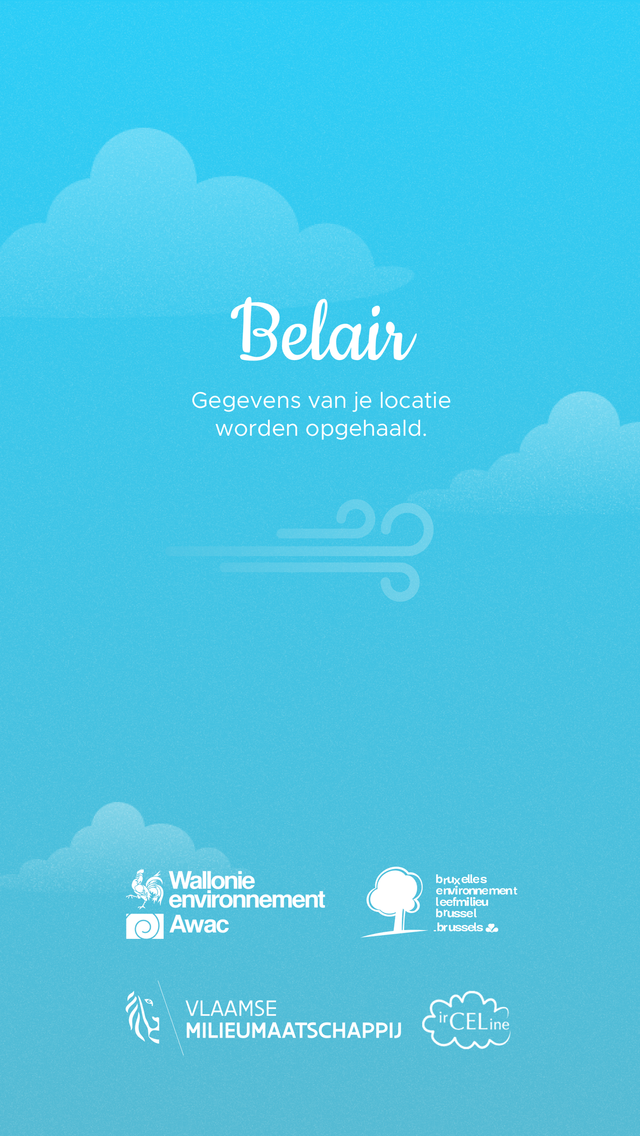 Belair
Gegevens van je locatie
worden opgehaald.
Wallonie
environnement
Awac
bruxelles
environnement
leefmilieu
brussel
.brussels
VLAAMSE
MILIEUMAATSCHAPPIJ
irCELine